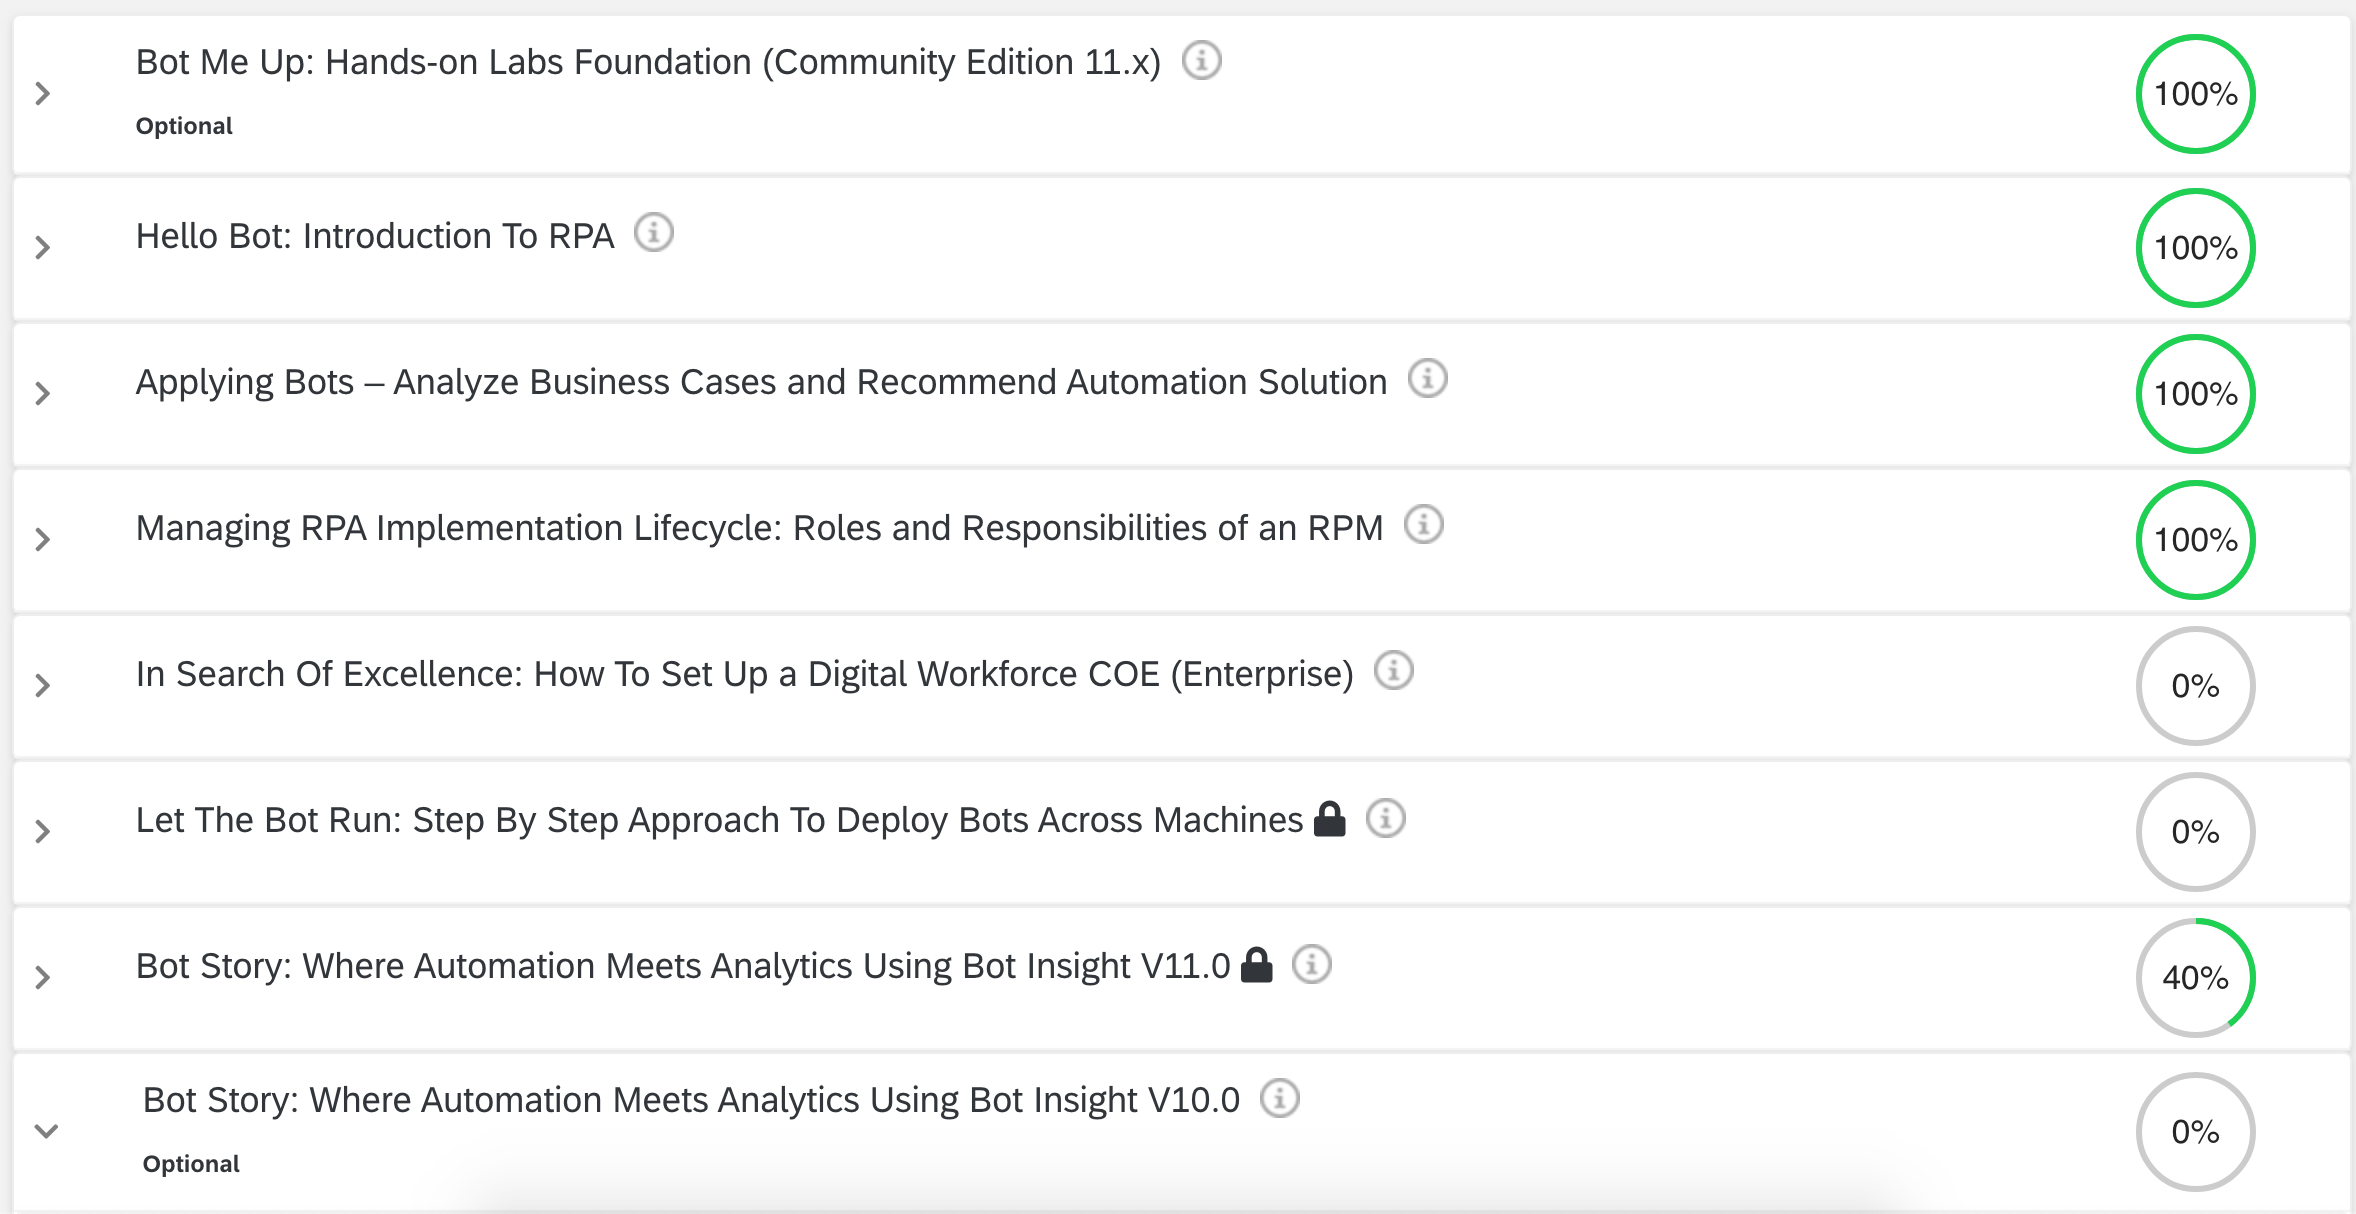 Bot Me Up: Hands-on Labs Foundation (Community Edition 11.x)
Optional
100%
Hello Bot: Introduction To RPA
100%
Applying Bots – Analyze Business Cases and Recommend Automation Solution
100%
Managing RPA Implementation Lifecycle: Roles and Responsibilities of an RPM
100%
In Search Of Excellence: How To Set Up a Digital Workforce COE (Enterprise)
0%
Let The Bot Run: Step By Step Approach To Deploy Bots Across Machines
0%
Bot Story: Where Automation Meets Analytics Using Bot Insight V11.0
40%
Bot Story: Where Automation Meets Analytics Using Bot Insight V10.0
Optional
0%